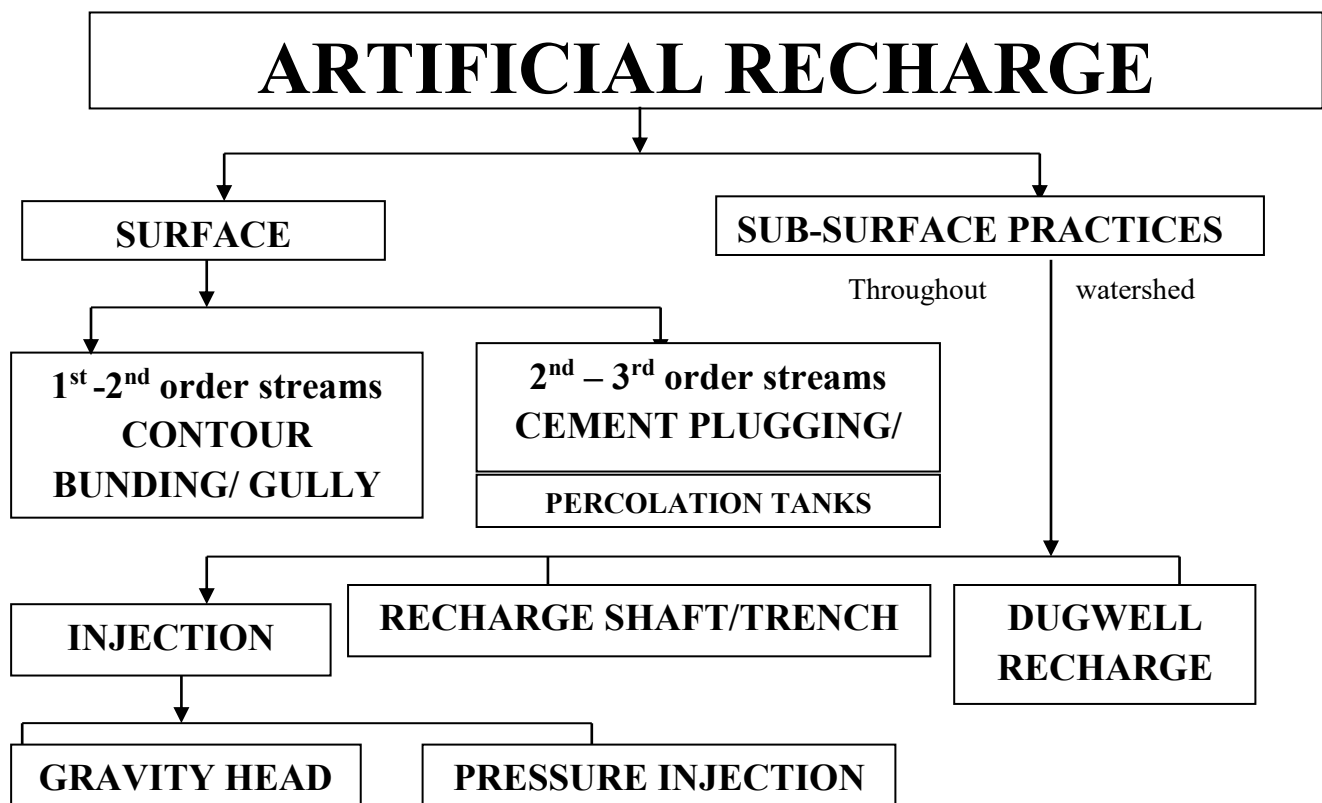 ARTIFICIAL RECHARGE
SURFACE
SUB-SURFACE PRACTICES
Throughout watershed
1st -2nd order streams
CONTOUR
BUNDING/ GULLY
2nd – 3rd order streams
CEMENT PLUGGING/
PERCOLATION TANKS
INJECTION
RECHARGE SHAFT/TRENCH
DUGWELL
RECHARGE
GRAVITY HEAD
PRESSURE INJECTION